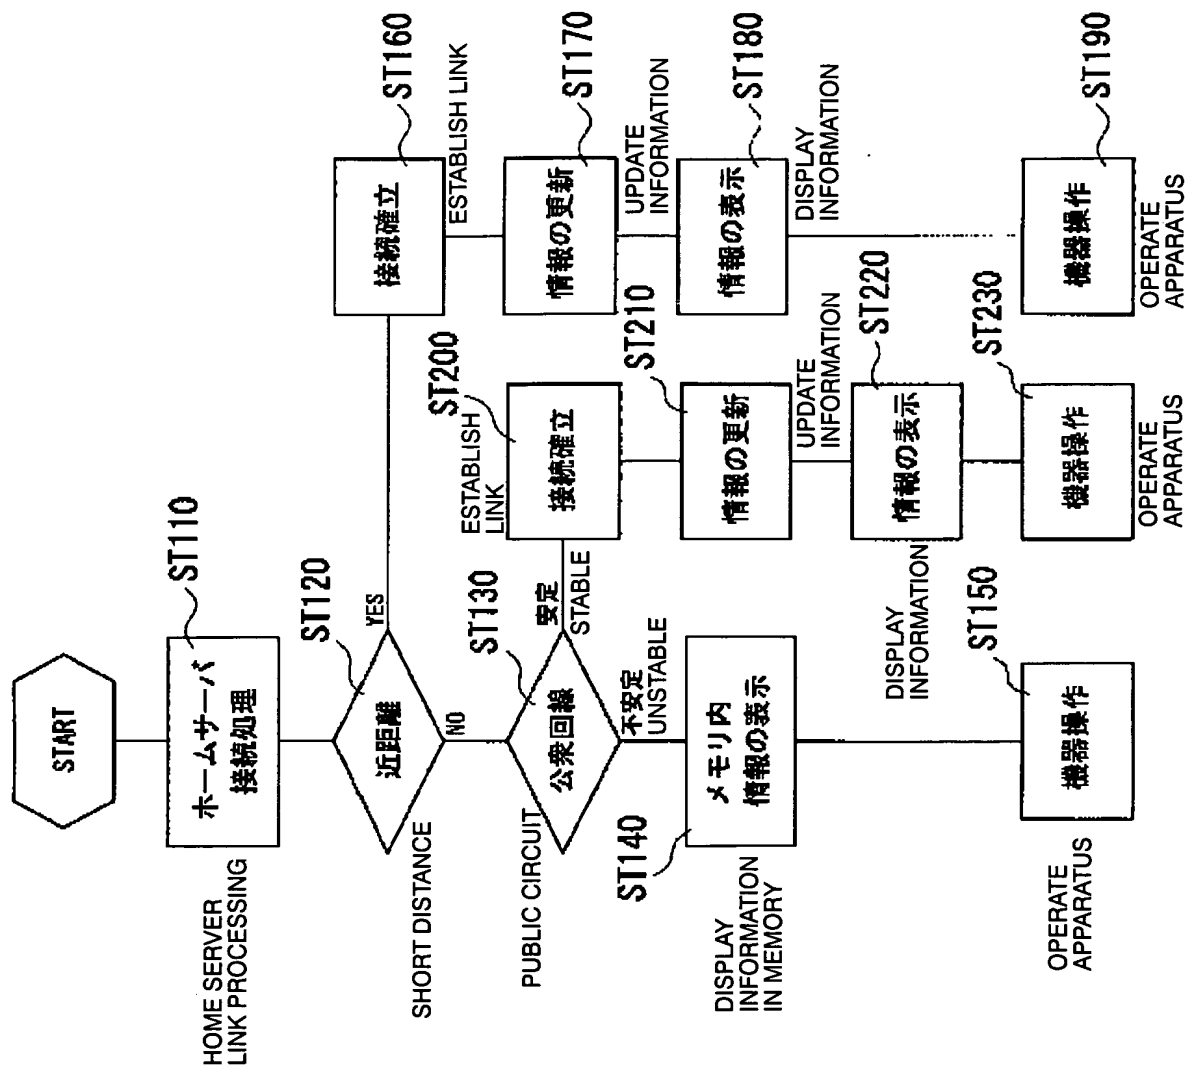 START
ST110
ホームサーバ
接続処理
HOME SERVER
LINK PROCESSING
ST120
近距離
SHORT DISTANCE
YES
NO
ST130
公衆回線
PUBLIC CIRCUIT
安定
STABLE
不安定
UNSTABLE
ST140
メモリ内
情報の表示
DISPLAY
INFORMATION
IN MEMORY
ST150
機器操作
OPERATE
APPARATUS
ST160
接続確立
ESTABLISH LINK
ST170
情報の更新
UPDATE
INFORMATION
ST180
情報の表示
DISPLAY
INFORMATION
ST190
機器操作
OPERATE
APPARATUS
ST200
接続確立
ESTABLISH
LINK
ST210
情報の更新
UPDATE
INFORMATION
ST220
情報の表示
DISPLAY
INFORMATION
ST230
機器操作
OPERATE
APPARATUS